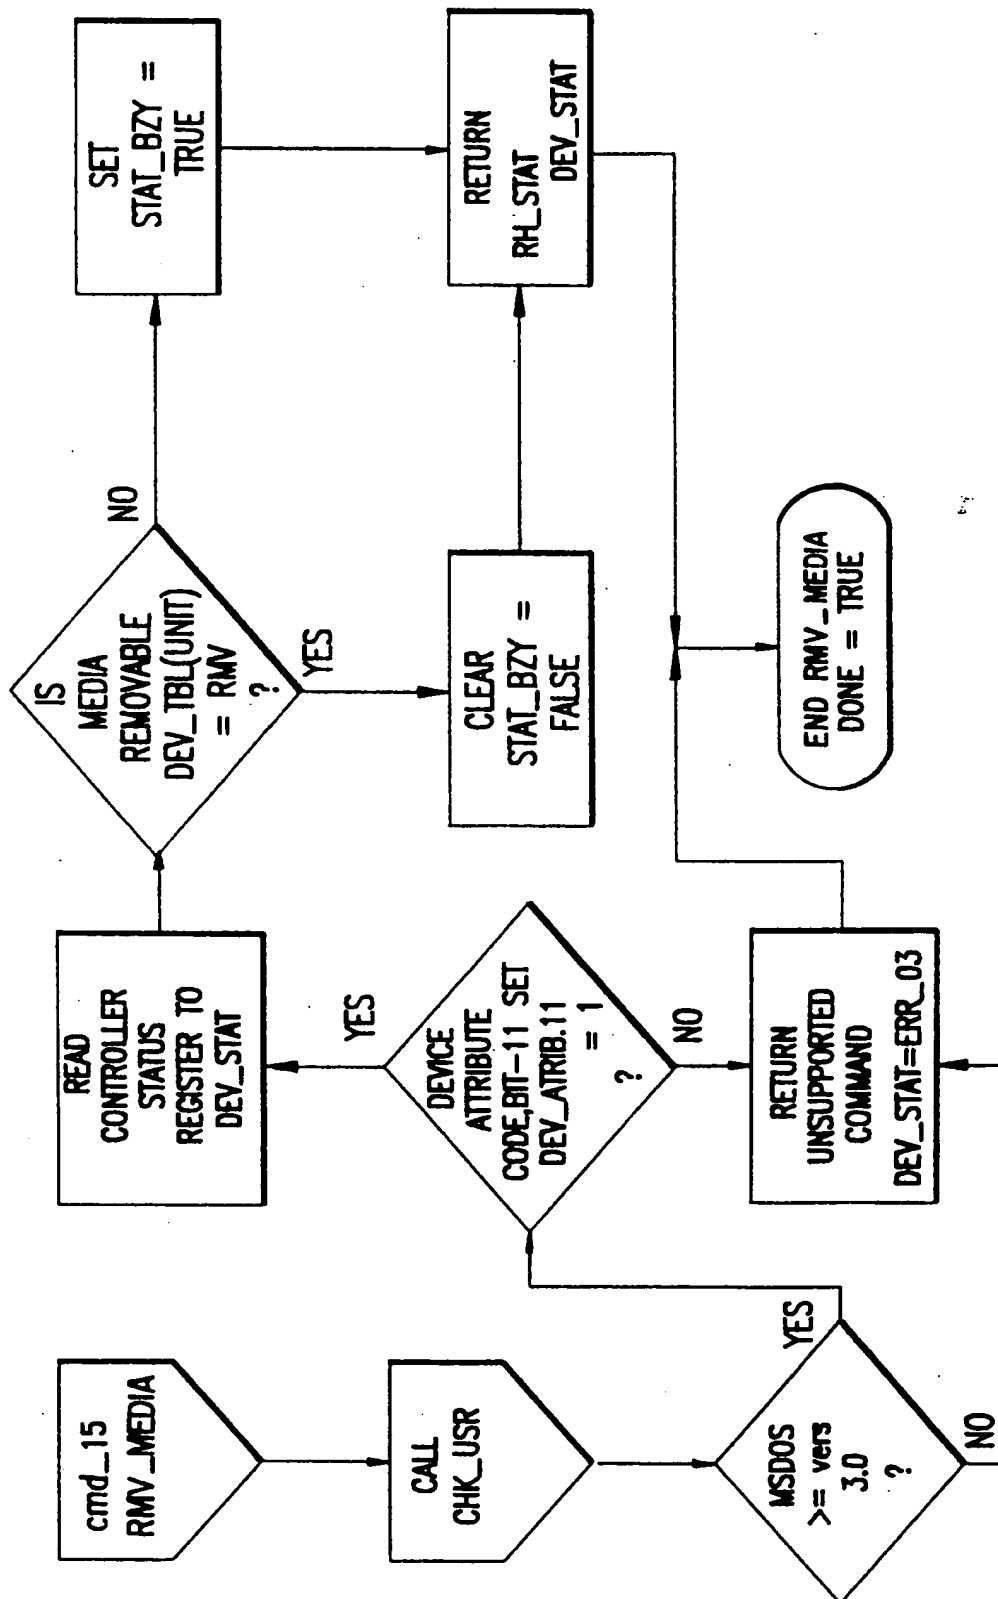 cmd_15
RMV_MEDIA
CALL
CHK_USR
MSDOS
>= vers
3.0
?
YES
NO
DEVICE
ATTRIBUTE
CODE,BIT-11 SET
DEV_ATRIB.11
= 1
?
YES
NO
RETURN
UNSUPPORTED
COMMAND
DEV_STAT=ERR_03
READ
CONTROLLER
STATUS
REGISTER TO
DEV_STAT
IS
MEDIA
REMOVABLE
DEV_TBL(UNIT)
= RMV
?
NO
YES
SET
STAT_BZY =
TRUE
CLEAR
STAT_BZY =
FALSE
RETURN
RH_STAT
DEV_STAT
END RMV_MEDIA
DONE = TRUE